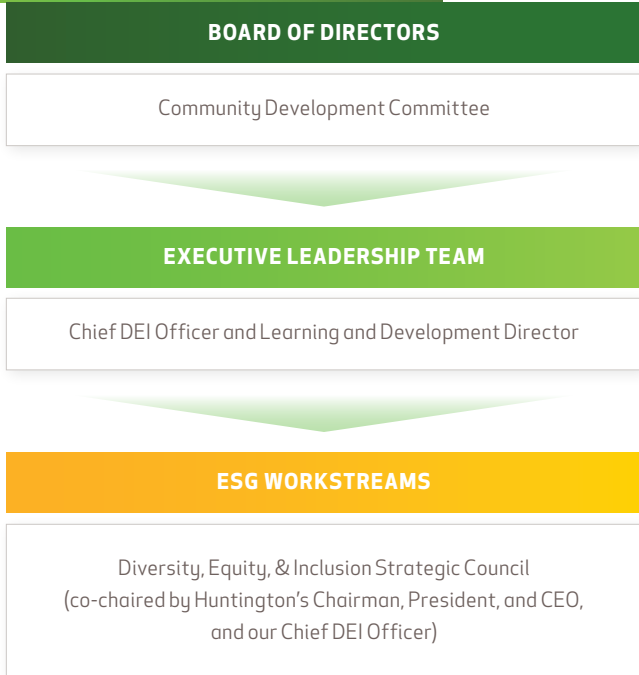 BOARD OF DIRECTORS
Community Development Committee
EXECUTIVE LEADERSHIP TEAM
Chief DEI Officer and Learning and Development Director
ESG WORKSTREAMS
Diversity, Equity, & Inclusion Strategic Council
(co-chaired by Huntington’s Chairman, President, and CEO,
and our Chief DEI Officer)